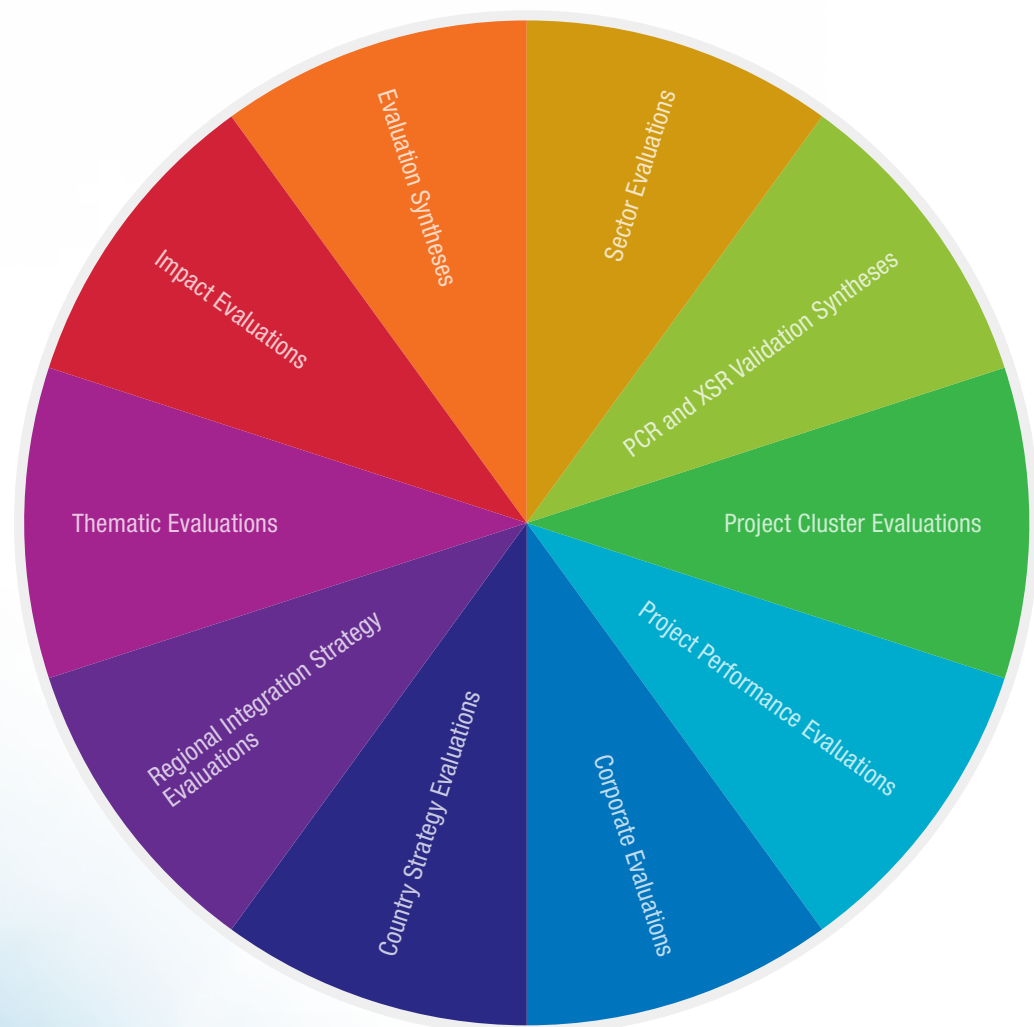 Sector Evaluations
PCR and XSR Validation Syntheses
Project Cluster Evaluations
Project Performance Evaluations
Corporate Evaluations
Country Strategy Evaluations
Regional Integration Strategy
Evaluations
Thematic Evaluations
Impact Evaluations
Evaluation Syntheses